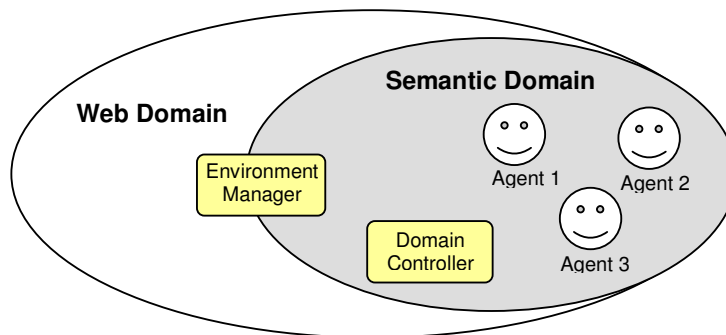 Semantic Domain
Web Domain
Environment
Manager
Agent 1
Agent 2
Domain
Controller
Agent 3